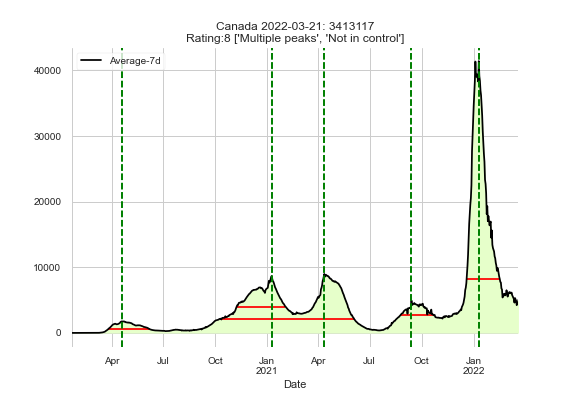 Canada 2022-03-21: 3413117
Rating:8 ['Multiple peaks', 'Not in control']
Average-7d
40000
30000
20000
10000
0
Apr Jul Oct Jan Apr Jul Oct Jan
2021 2022
Date